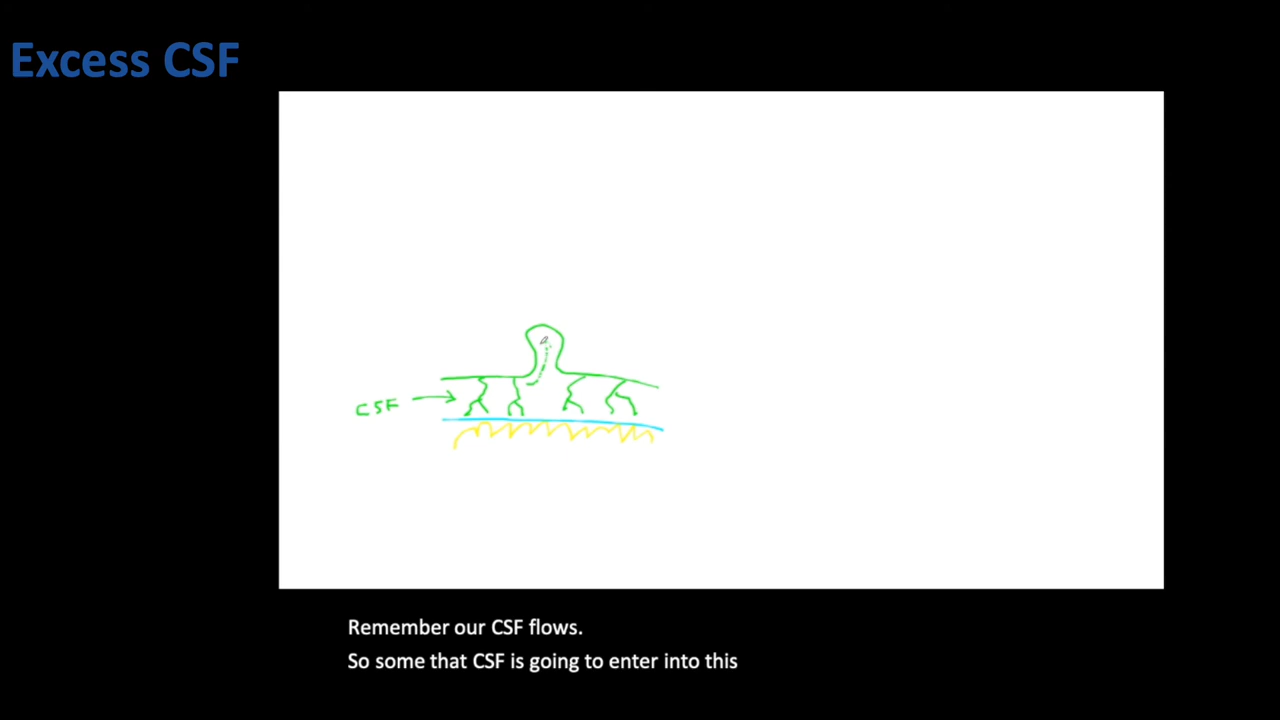 Excess CSF
CSF
Remember our CSF flows.
So some that CSF is going to enter into this